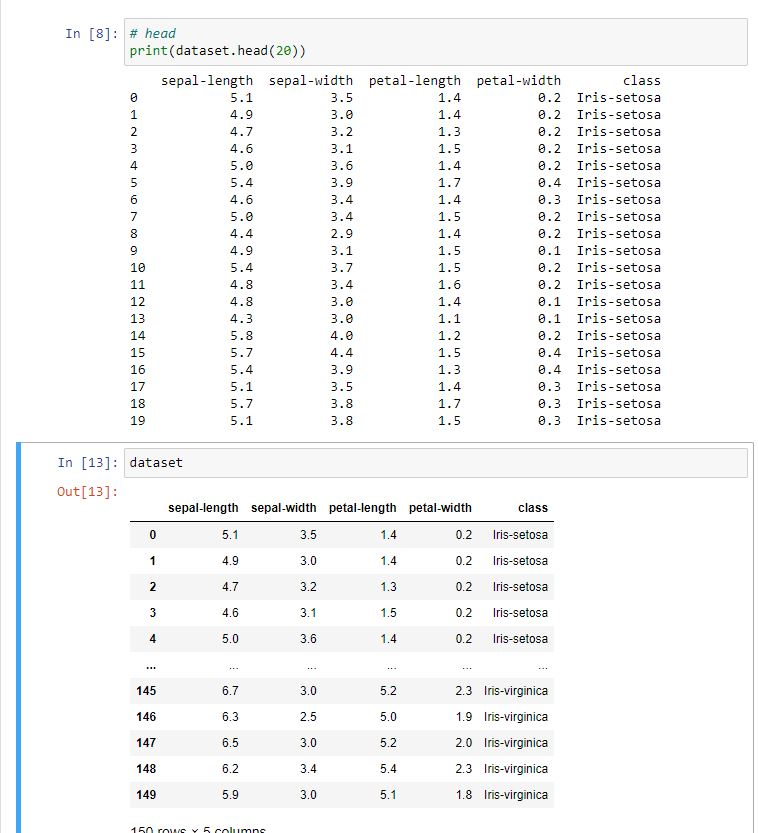 In [8]: # head
print(dataset.head(20))
sepal-length sepal-width petal-length petal-width class
0 5.1 3.5 1.4 0.2 Iris-setosa
1 4.9 3.0 1.4 0.2 Iris-setosa
2 4.7 3.2 1.3 0.2 Iris-setosa
3 4.6 3.1 1.5 0.2 Iris-setosa
4 5.0 3.6 1.4 0.2 Iris-setosa
5 5.4 3.9 1.7 0.4 Iris-setosa
6 4.6 3.4 1.4 0.3 Iris-setosa
7 5.0 3.4 1.5 0.2 Iris-setosa
8 4.4 2.9 1.4 0.2 Iris-setosa
9 4.9 3.1 1.5 0.1 Iris-setosa
10 5.4 3.7 1.5 0.2 Iris-setosa
11 4.8 3.4 1.6 0.2 Iris-setosa
12 4.8 3.0 1.4 0.1 Iris-setosa
13 4.3 3.0 1.1 0.1 Iris-setosa
14 5.8 4.0 1.2 0.2 Iris-setosa
15 5.7 4.4 1.5 0.4 Iris-setosa
16 5.4 3.9 1.3 0.4 Iris-setosa
17 5.1 3.5 1.4 0.3 Iris-setosa
18 5.7 3.8 1.7 0.3 Iris-setosa
19 5.1 3.8 1.5 0.3 Iris-setosa
In [13]: dataset
Out[13]:
sepal-length sepal-width petal-length petal-width class
0 5.1 3.5 1.4 0.2 Iris-setosa
1 4.9 3.0 1.4 0.2 Iris-setosa
2 4.7 3.2 1.3 0.2 Iris-setosa
3 4.6 3.1 1.5 0.2 Iris-setosa
4 5.0 3.6 1.4 0.2 Iris-setosa
... ... ... ... ... ...
145 6.7 3.0 5.2 2.3 Iris-virginica
146 6.3 2.5 5.0 1.9 Iris-virginica
147 6.5 3.0 5.2 2.0 Iris-virginica
148 6.2 3.4 5.4 2.3 Iris-virginica
149 5.9 3.0 5.1 1.8 Iris-virginica
150 rows × 5 columns